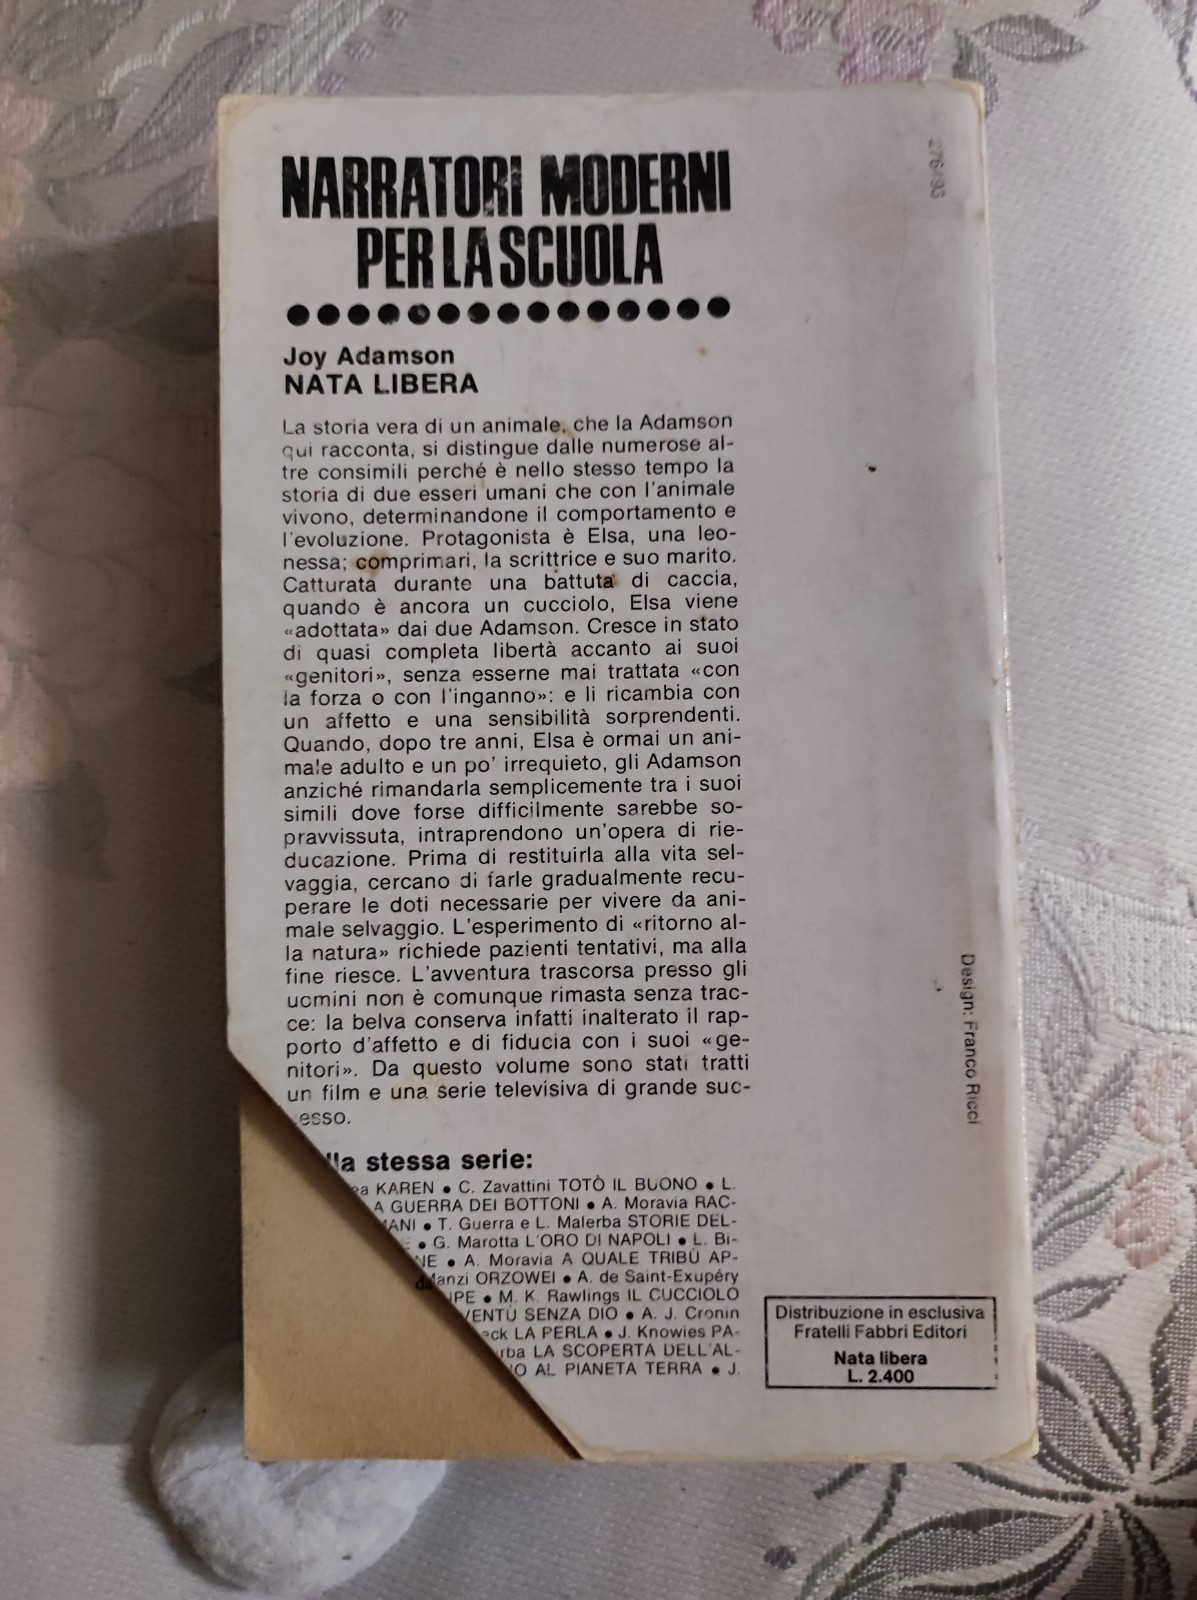 276/93
NARRATORI MODERNI
PER LA SCUOLA
Joy Adamson
NATA LIBERA
La storia vera di un animale, che la Adamson
qui racconta, si distingue dalle numerose al-
tre consimili perché è nello stesso tempo la
storia di due esseri umani che con l'animale
vivono, determinandone il comportamento e
l'evoluzione. Protagonista è Elsa, una leo-
nessa; comprimari, la scrittrice e suo marito.
Catturata durante una battuta di caccia,
quando è ancora un cucciolo, Elsa viene
«adottata» dai due Adamson. Cresce in stato
di quasi completa libertà accanto ai suoi
«genitori», senza esserne mai trattata «con
la forza o con l'inganno»: e li ricambia con
un affetto e una sensibilità sorprendenti.
Quando, dopo tre anni, Elsa è ormai un ani-
male adulto e un po' irrequieto, gli Adamson
anziché rimandarla semplicemente tra i suoi
simili dove forse difficilmente sarebbe so-
pravvissuta, intraprendono un'opera di rie-
ducazione. Prima di restituirla alla vita sel-
vaggia, cercano di farle gradualmente recu-
perare le doti necessarie per vivere da ani-
male selvaggio. L'esperimento di «ritorno al-
la natura» richiede pazienti tentativi, ma alla
fine riesce. L'avventura trascorsa presso gli
uomini non è comunque rimasta senza trac-
ce: la belva conserva infatti inalterato il rap-
porto d'affetto e di fiducia con i suoi «ge-
nitori». Da questo volume sono stati tratti
un film e una serie televisiva di grande suc-
cesso.
lla stessa serie:
ea KAREN • C. Zavattini TOTÒ IL BUONO • L.
A GUERRA DEI BOTTONI • A. Moravia RAC-
MANI • T. Guerra e L. Malerba STORIE DEL-
• G. Marotta L'ORO DI NAPOLI • L. Bi-
NE • A. Moravia A QUALE TRIBÙ AP-
Manzi ORZOWEI • A. de Saint-Exupéry
IPE • M. K. Rawlings IL CUCCIOLO
VENTÙ SENZA DIO • A. J. Cronin
eck LA PERLA • J. Knowies PA-
rba LA SCOPERTA DELL'AL-
O AL PIANETA TERRA • J.
Design: Franco Ricci
Distribuzione in esclusiva
Fratelli Fabbri Editori
Nata libera
L. 2.400